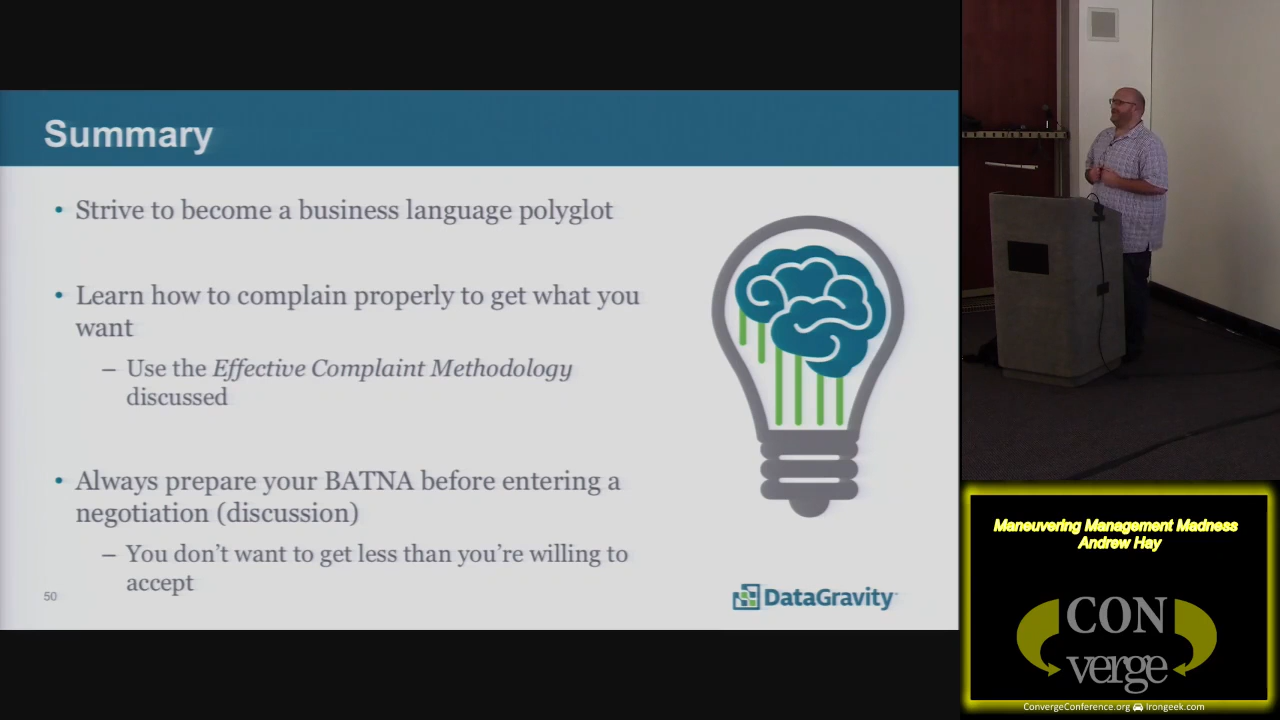 Summary
• Strive to become a business language polyglot
• Learn how to complain properly to get what you
want
– Use the Effective Complaint Methodology
discussed
• Always prepare your BATNA before entering a
negotiation (discussion)
– You don't want to get less than you're willing to
accept
50
DataGravity
Maneuvering Management Madness
Andrew Hay
CON
verge
ConvergeConference.org Irongeek.com